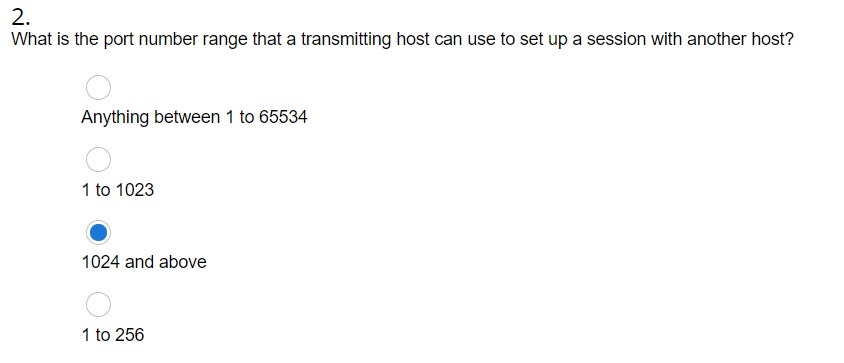 2.
What is the port number range that a transmitting host can use to set up a session with another host?
Anything between 1 to 65534
1 to 1023
1024 and above
1 to 256